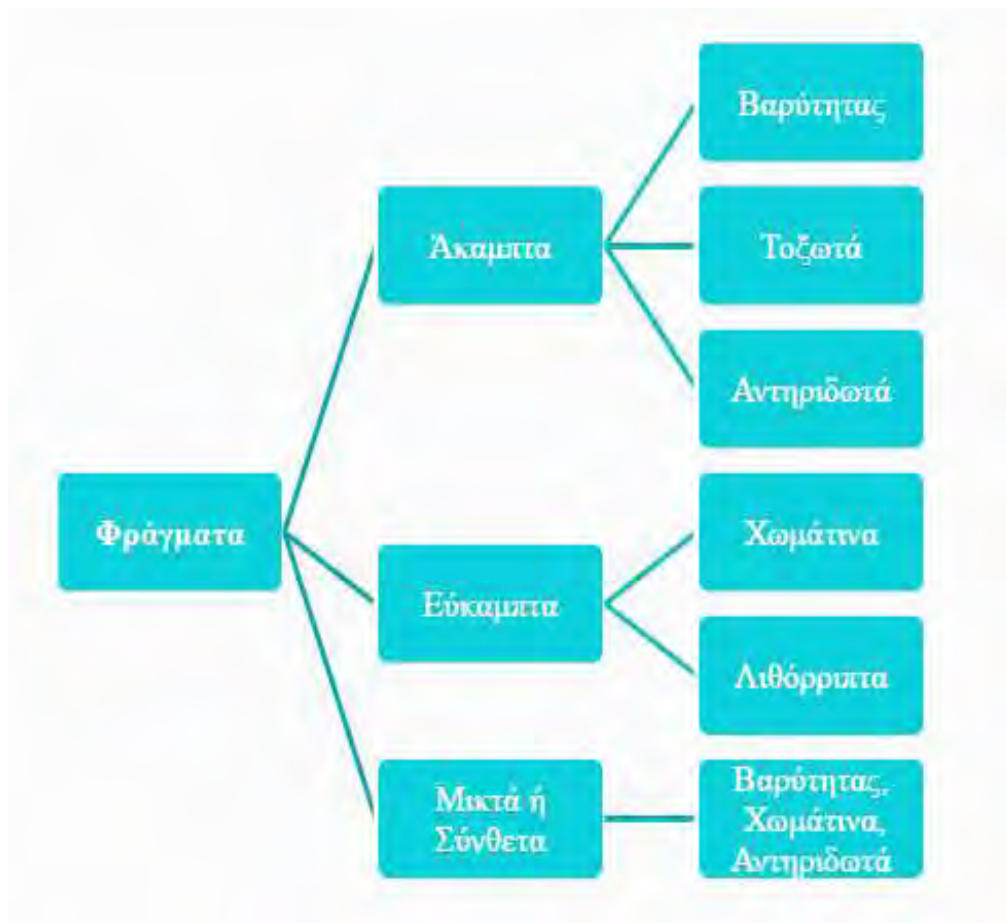 Φράγματα
Άκαμπτα
Βαρύτητας
Τοξωτά
Αντηριδωτά
Εύκαμπτα
Χωμάτινα
Λιθόρριπτα
Μικτά ή
Σύνθετα
Βαρύτητας,
Χωμάτινα,
Αντηριδωτά